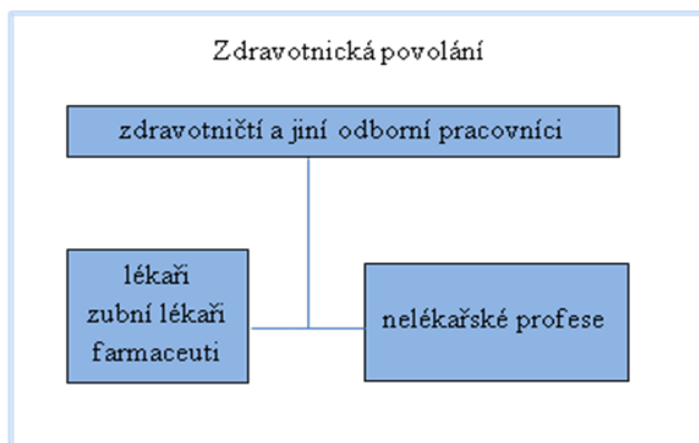 Zdravotnická povolání
zdravotničtí a jiní odborní pracovníci
lékaři
zubní lékaři
farmaceuti
nelékařské profese